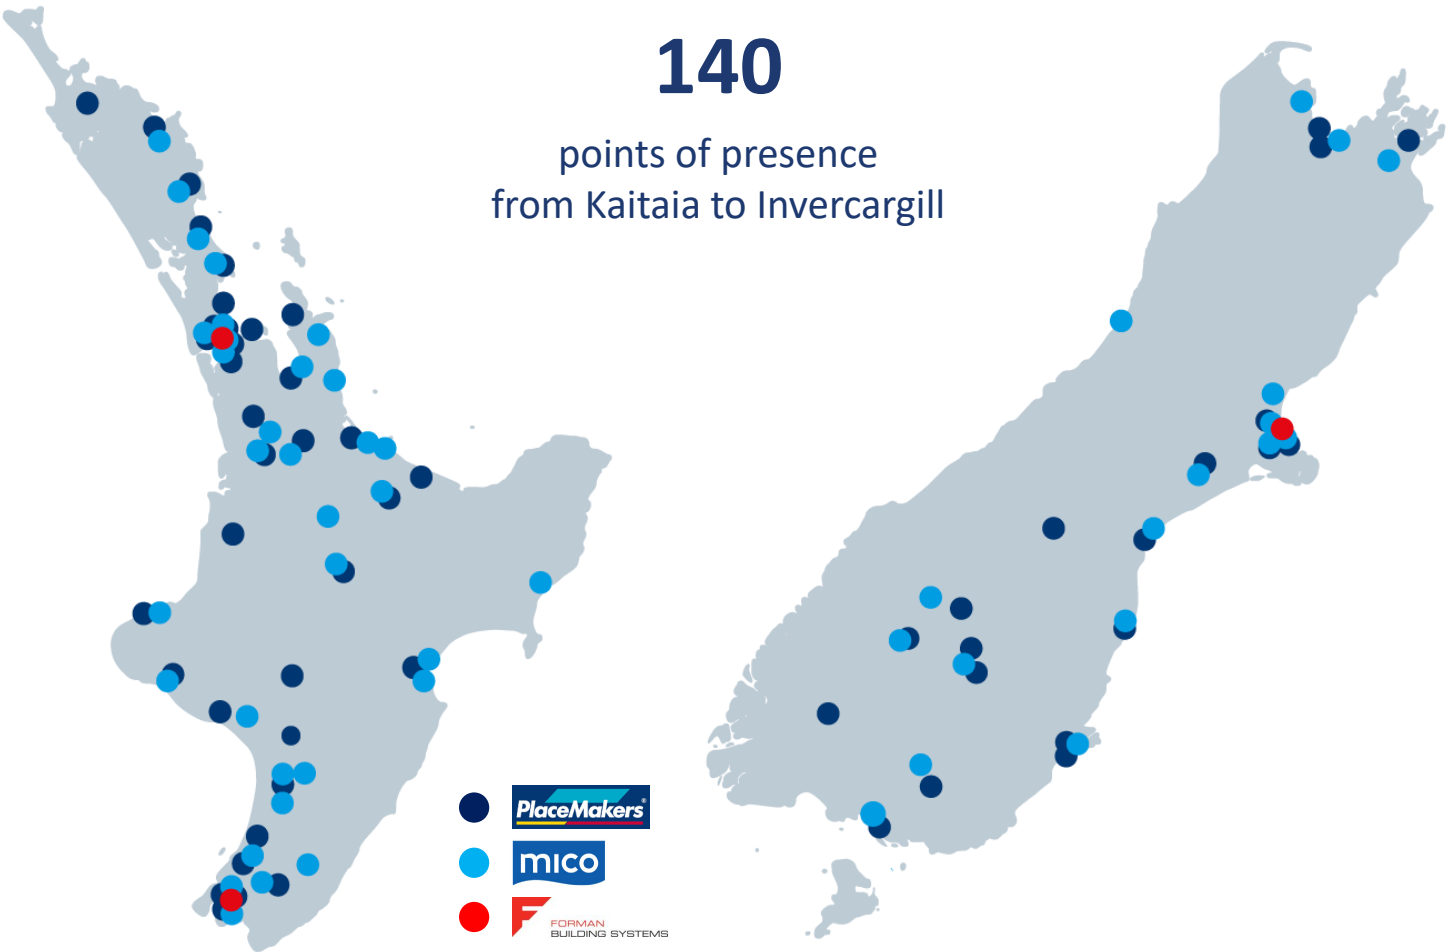 140
points of presence
from Kaitaia to Invercargill
PlaceMakers®
mico
FORMAN
BUILDING SYSTEMS